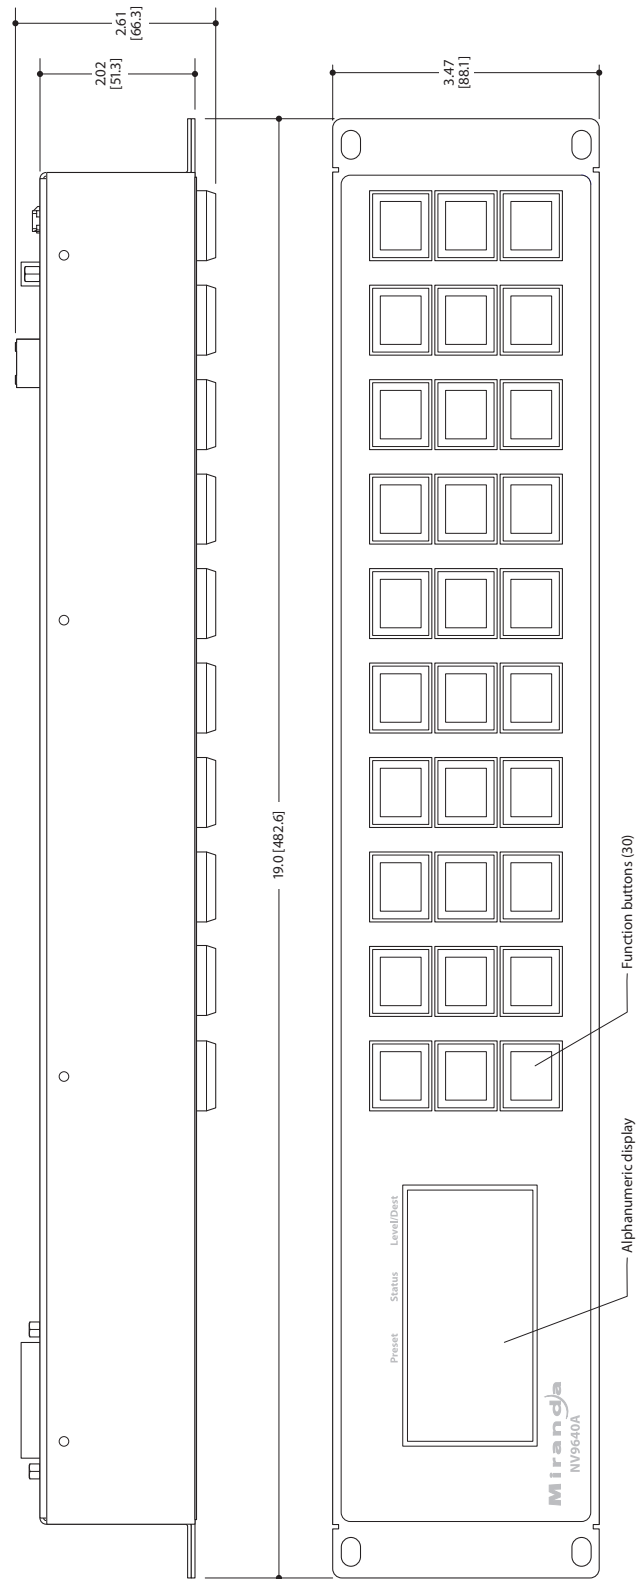 2.61
[66.3]
2.02
[51.3]
3.47
[88.1]
19.0 [482.6]
Function buttons (30)
Alphanumeric display
Preset Status Level/Dest
Miranda
NV9640A